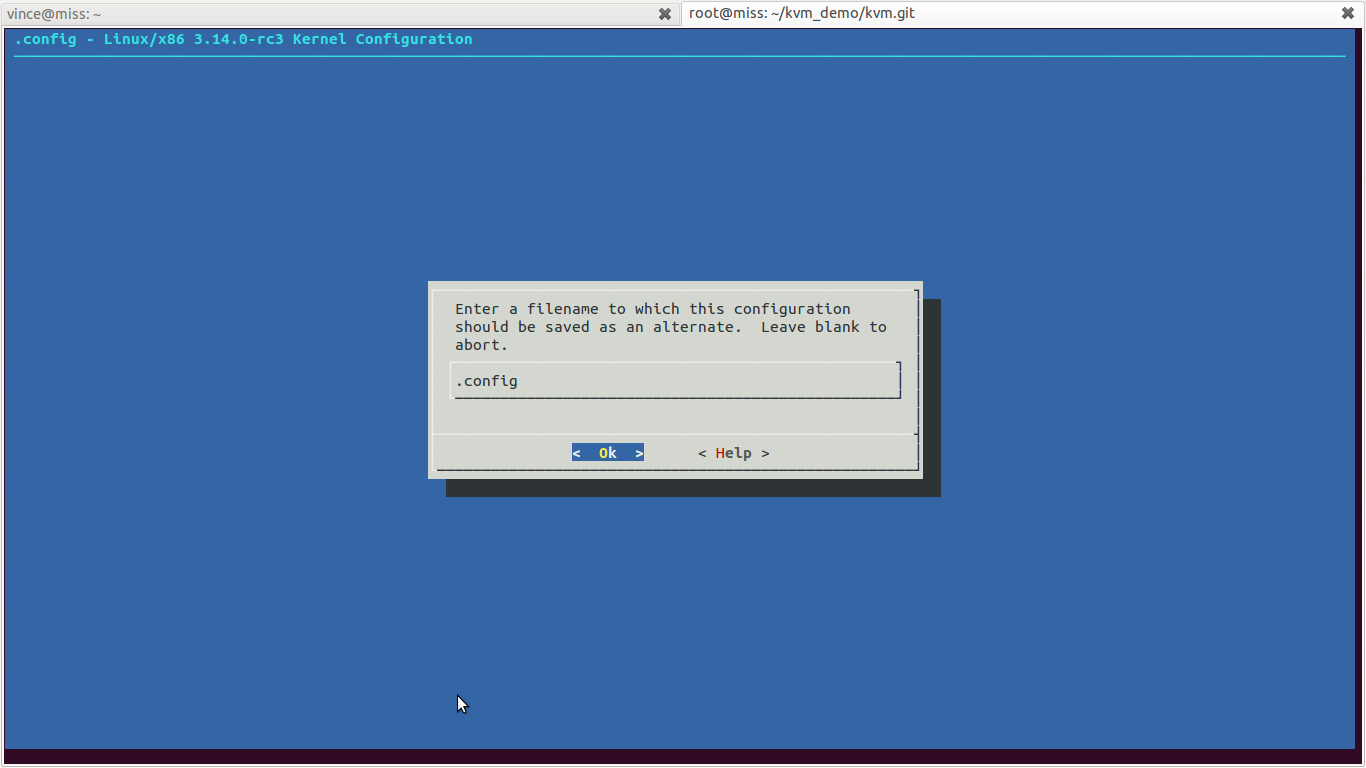 vince@miss: ~
root@miss: ~/kvm_demo/kvm.git
.config - Linux/x86 3.14.0-rc3 Kernel Configuration
Enter a filename to which this configuration
should be saved as an alternate.  Leave blank to
abort.
.config
<  Ok  >      < Help >